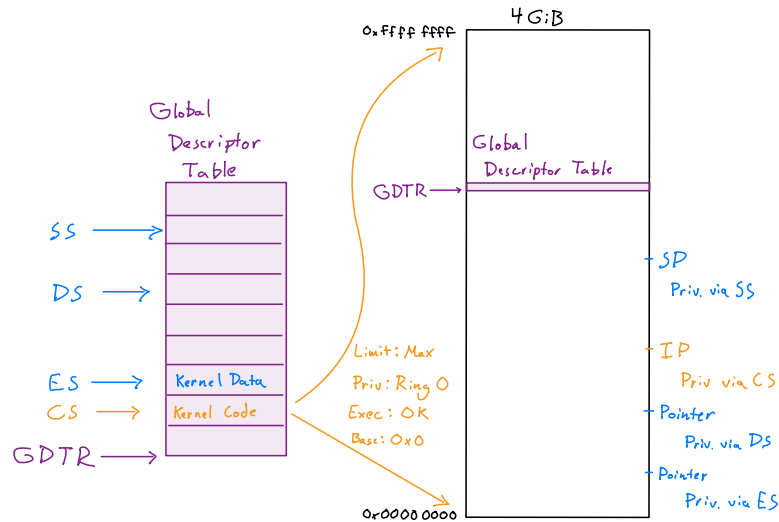 4 GiB
0xffff ffff
Global
Descriptor
Table
Global
Descriptor Table
GDTR
SS
SP
Priv. via SS
DS
Limit: Max
IP
Priv via CS
ES
Kernel Data
Priv: Ring 0
CS
Kernel Code
Exec: OK
Pointer
Priv. via DS
Base: 0x0
GDTR
Pointer
Priv. via ES
0x0000 0000